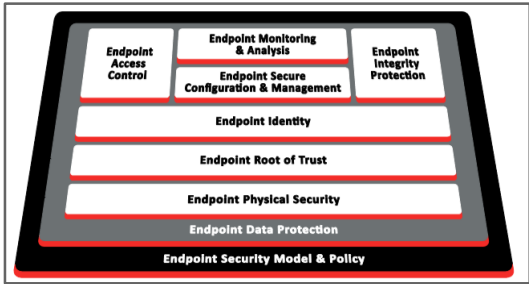 Endpoint
Access
Control
Endpoint Monitoring
& Analysis
Endpoint Secure
Configuration & Management
Endpoint
Integrity
Protection
Endpoint Identity
Endpoint Root of Trust
Endpoint Physical Security
Endpoint Data Protection
Endpoint Security Model & Policy